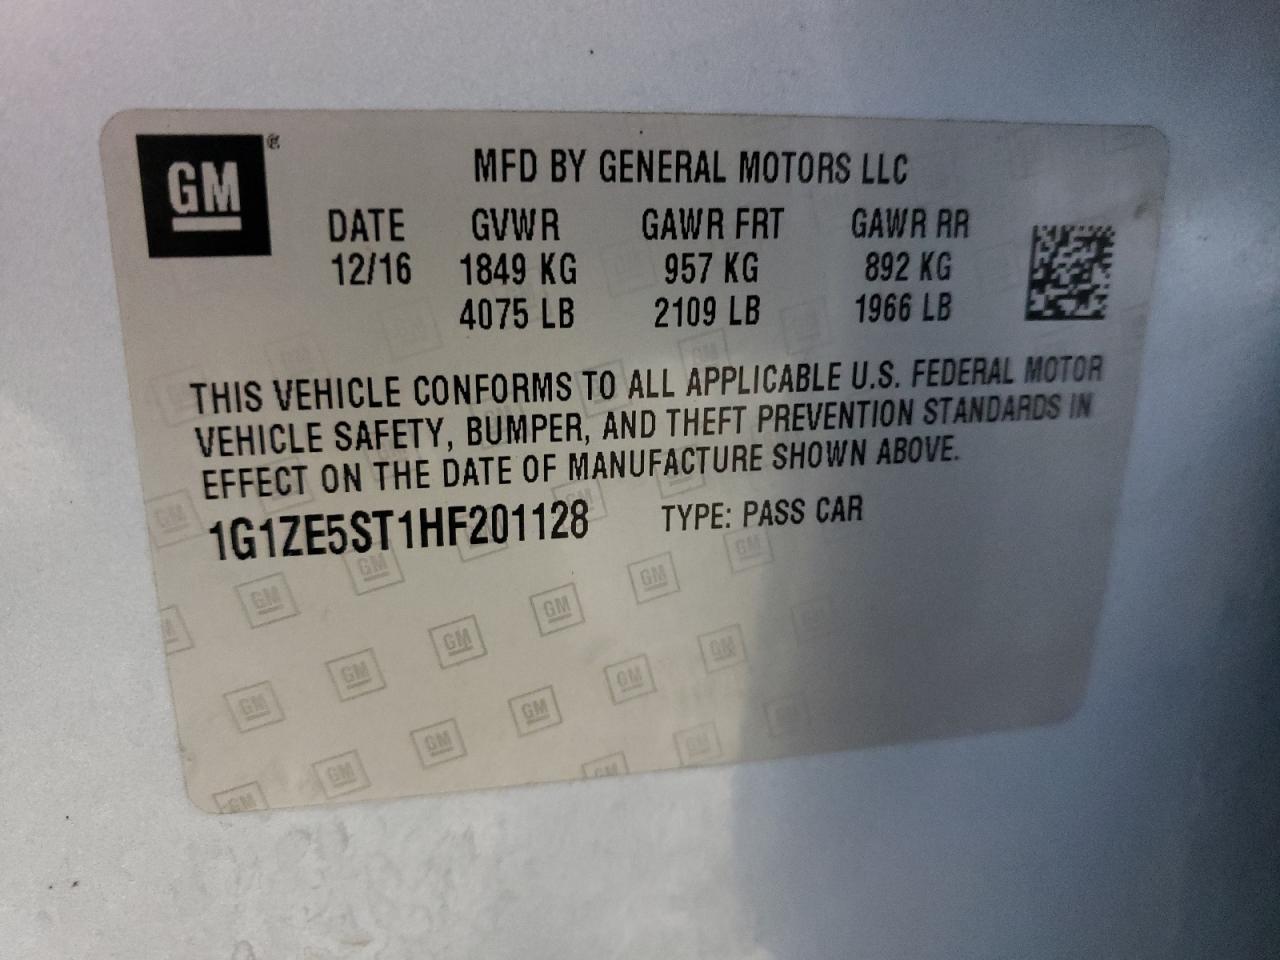 GM®
MFD BY GENERAL MOTORS LLC
DATE GVWR GAWR FRT GAWR RR
12/16 1849 KG 957 KG 892 KG
4075 LB 2109 LB 1966 LB
THIS VEHICLE CONFORMS TO ALL APPLICABLE U.S. FEDERAL MOTOR
VEHICLE SAFETY, BUMPER, AND THEFT PREVENTION STANDARDS IN
EFFECT ON THE DATE OF MANUFACTURE SHOWN ABOVE.
1G1ZE5ST1HF201128 TYPE: PASS CAR